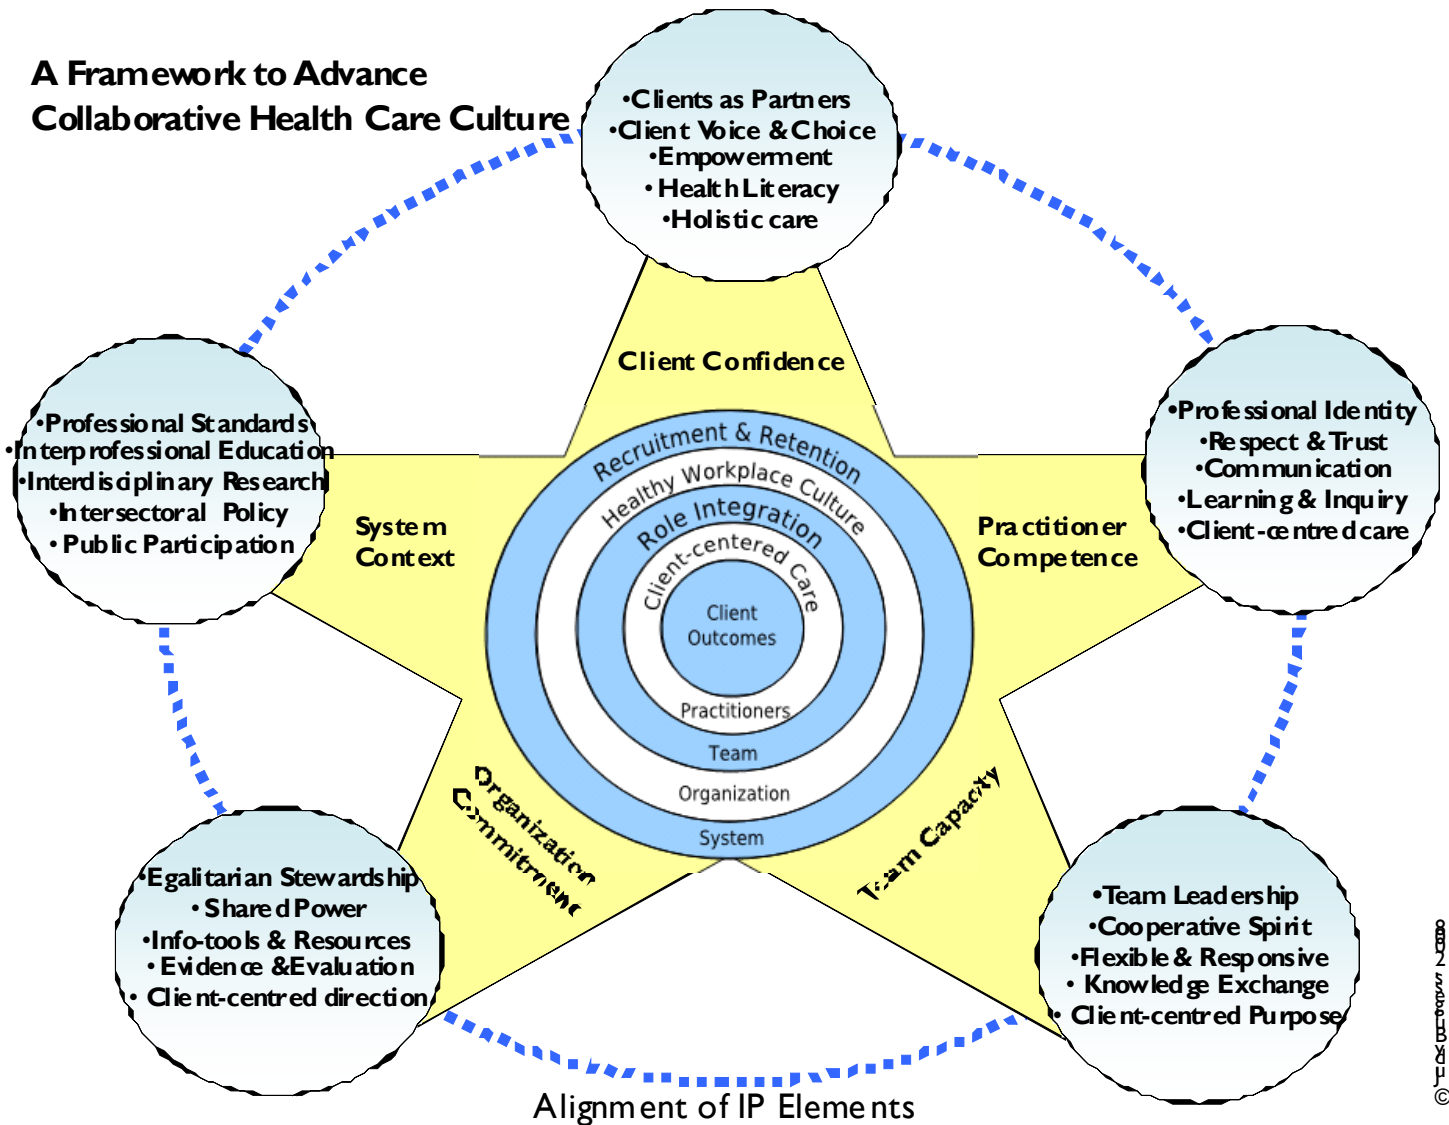 A Framework to Advance
Collaborative Health Care Culture
•Clients as Partners
•Client Voice & Choice
•Empowerment
•Health Literacy
•Holistic care
Client Confidence
•Professional Standards
•Interprofessional Education
•Interdisciplinary Research
•Intersectoral Policy
•Public Participation
System
Context
•Professional Identity
•Respect & Trust
•Communication
•Learning & Inquiry
•Client-centred care
Practitioner
Competence
Recruitment & Retention
Healthy Workplace Culture
Role Integration
Client-centered Care
Client
Outcomes
Practitioners
Team
Organization
System
Organization
Commitment
Team Capacity
•Egalitarian Stewardship
•Shared Power
•Info-tools & Resources
•Evidence &Evaluation
•Client-centred direction
•Team Leadership
•Cooperative Spirit
•Flexible & Responsive
•Knowledge Exchange
•Client-centred Purpose
Alignment of IP Elements
©